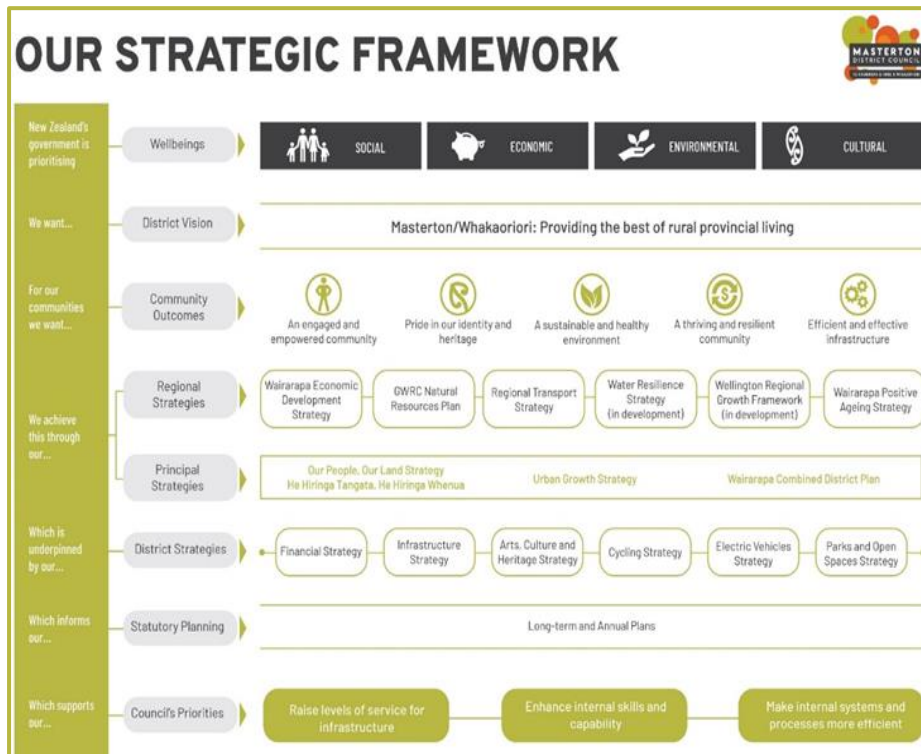 OUR STRATEGIC FRAMEWORK
MASTERTON
DISTRICT COUNCIL
New Zealand's
government is
prioritising
Wellbeings
SOCIAL
ECONOMIC
ENVIRONMENTAL
CULTURAL
We want...
District Vision
Masterton/Whakaoriori: Providing the best of rural provincial living
For our
communities
we want...
Community
Outcomes
An engaged and
empowered community
Pride in our identity and
heritage
A sustainable and healthy
environment
A thriving and resilient
community
Efficient and effective
infrastructure
We achieve
this through
our...
Regional
Strategies
Wairarapa Economic
Development
Strategy
GWRC Natural
Resources Plan
Regional Transport
Strategy
Water Resilience
Strategy
(in development)
Wellington Regional
Growth Framework
(in development)
Wairarapa Positive
Ageing Strategy
Principal
Strategies
Our People, Our Land Strategy
He Hiringa Tangata, He Hiringa Whenua
Urban Growth Strategy
Wairarapa Combined District Plan
Which is
underpinned
by our...
District Strategies
Financial Strategy
Infrastructure
Strategy
Arts, Culture and
Heritage Strategy
Cycling Strategy
Electric Vehicles
Strategy
Parks and Open
Spaces Strategy
Which informs
our...
Statutory Planning
Long-term and Annual Plans
Which supports
our...
Council's Priorities
Raise levels of service for
infrastructure
Enhance internal skills and
capability
Make internal systems and
processes more efficient